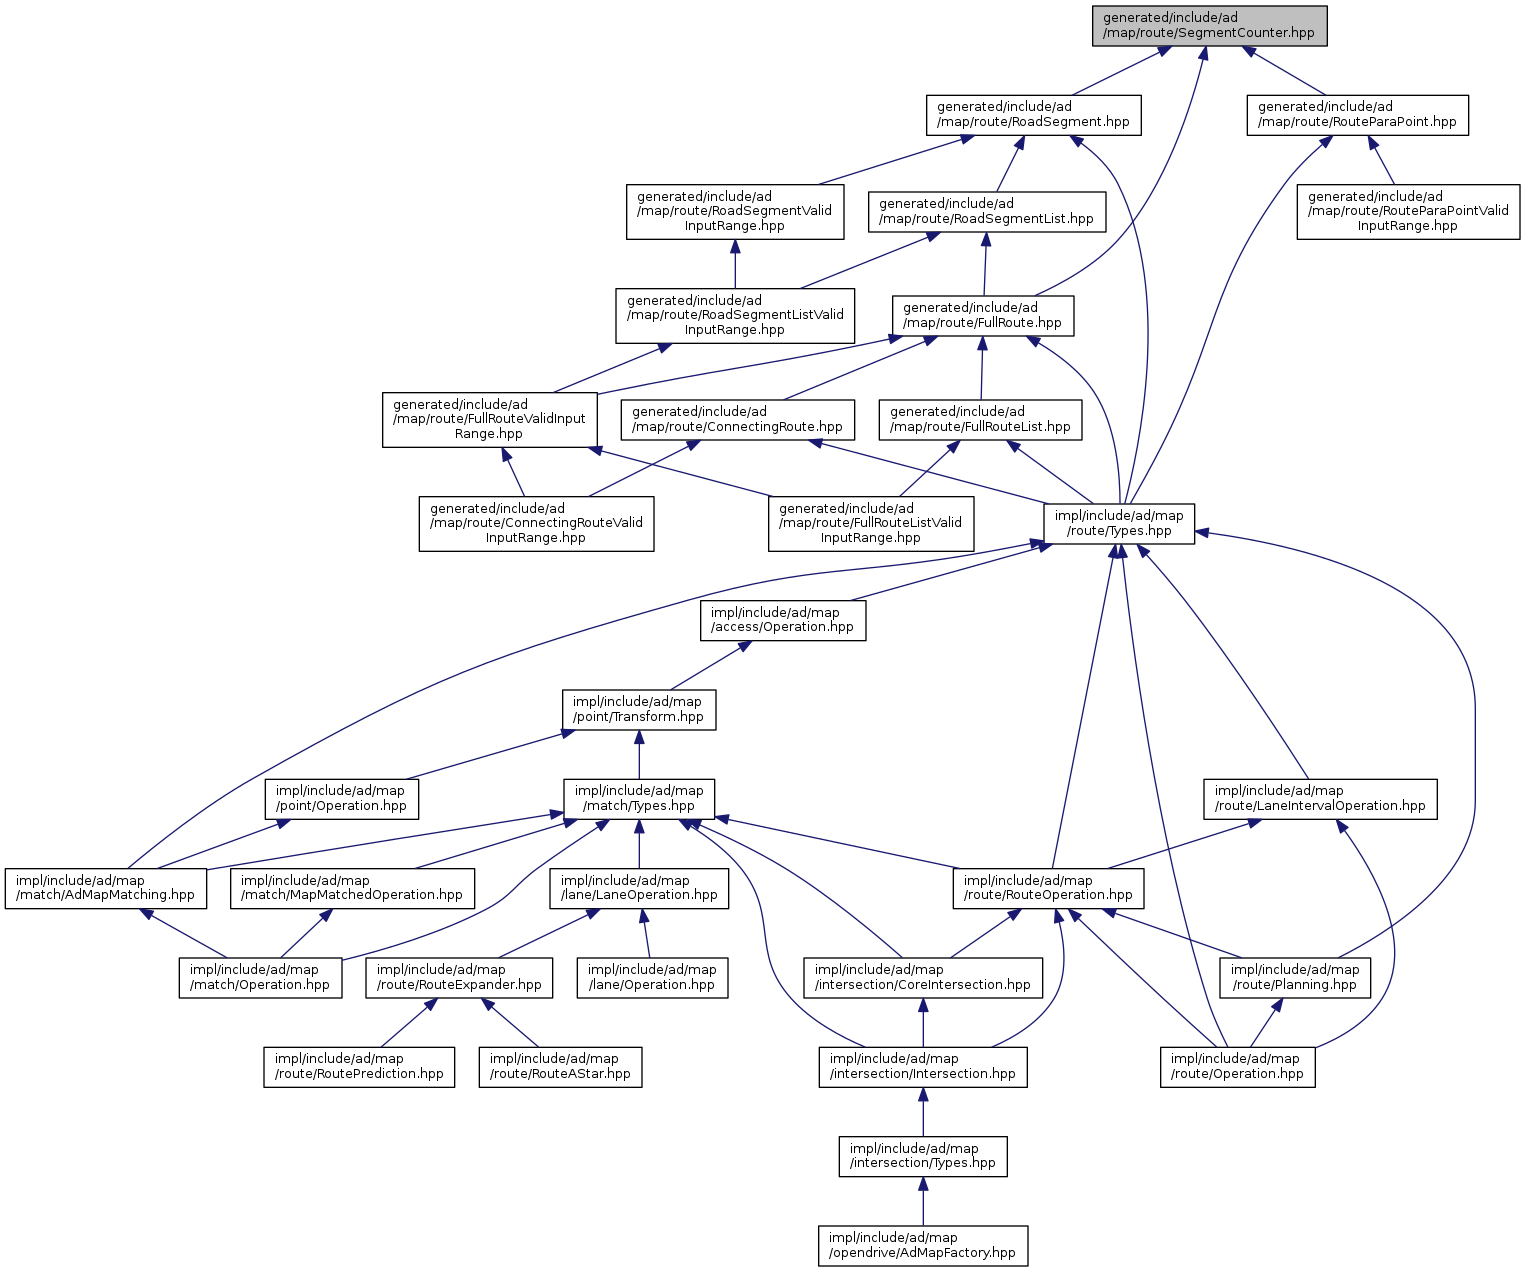 generated/include/ad
/map/route/SegmentCounter.hpp
generated/include/ad
/map/route/RoadSegment.hpp
generated/include/ad
/map/route/RouteParaPoint.hpp
generated/include/ad
/map/route/RoadSegmentValid
InputRange.hpp
generated/include/ad
/map/route/RoadSegmentList.hpp
generated/include/ad
/map/route/RouteParaPointValid
InputRange.hpp
generated/include/ad
/map/route/RoadSegmentListValid
InputRange.hpp
generated/include/ad
/map/route/FullRoute.hpp
generated/include/ad
/map/route/FullRouteValidInput
Range.hpp
generated/include/ad
/map/route/ConnectingRoute.hpp
generated/include/ad
/map/route/FullRouteList.hpp
generated/include/ad
/map/route/ConnectingRouteValid
InputRange.hpp
generated/include/ad
/map/route/FullRouteListValid
InputRange.hpp
impl/include/ad/map
/route/Types.hpp
impl/include/ad/map
/access/Operation.hpp
impl/include/ad/map
/point/Transform.hpp
impl/include/ad/map
/point/Operation.hpp
impl/include/ad/map
/match/Types.hpp
impl/include/ad/map
/route/LaneIntervalOperation.hpp
impl/include/ad/map
/match/AdMapMatching.hpp
impl/include/ad/map
/match/MapMatchedOperation.hpp
impl/include/ad/map
/lane/LaneOperation.hpp
impl/include/ad/map
/route/RouteOperation.hpp
impl/include/ad/map
/match/Operation.hpp
impl/include/ad/map
/route/RouteExpander.hpp
impl/include/ad/map
/lane/Operation.hpp
impl/include/ad/map
/intersection/CoreIntersection.hpp
impl/include/ad/map
/route/Planning.hpp
impl/include/ad/map
/route/RoutePrediction.hpp
impl/include/ad/map
/route/RouteAStar.hpp
impl/include/ad/map
/intersection/Intersection.hpp
impl/include/ad/map
/route/Operation.hpp
impl/include/ad/map
/intersection/Types.hpp
impl/include/ad/map
/opendrive/AdMapFactory.hpp